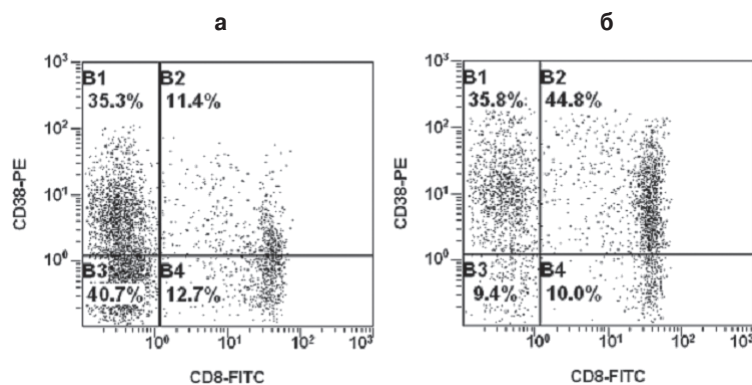 а
10³
B1
B2
35.3%
11.4%
10²
CD38-PE
10¹
10⁰
B3
B4
40.7%
12.7%
10⁰
10¹
10²
10³
CD8-FITC
б
10³
B1
B2
35.8%
44.8%
10²
CD38-PE
10¹
10⁰
B3
B4
9.4%
10.0%
10⁰
10¹
10²
10³
CD8-FITC